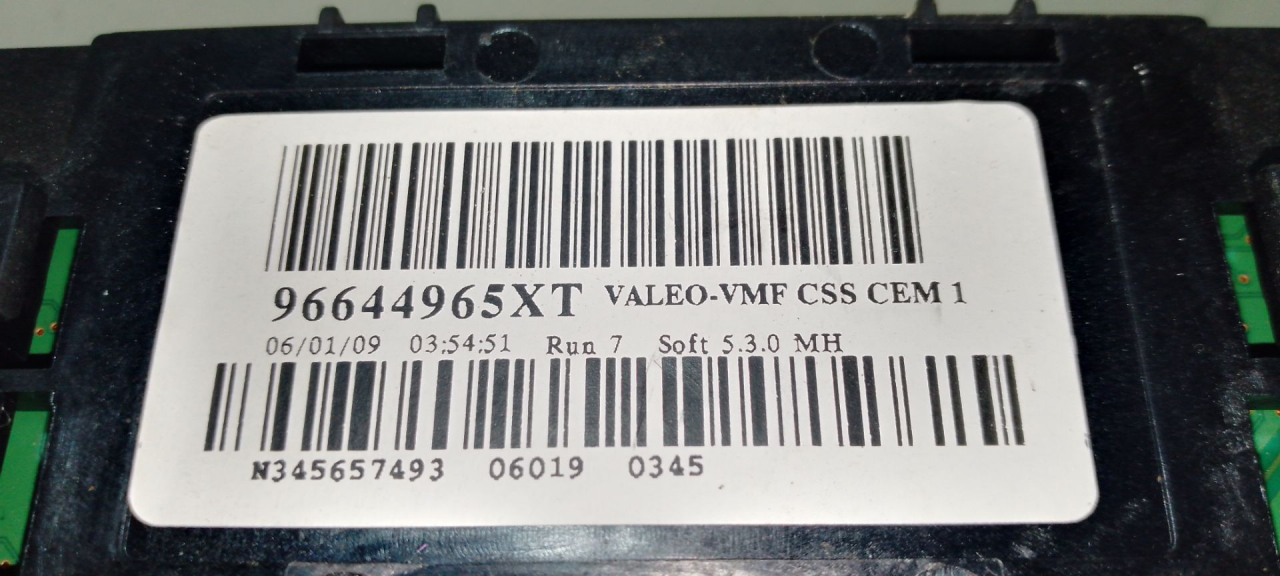 96644965XT VALEO-VMF CSS CEM 1
06/01/09 03:54:51 Run 7 Soft 5.3.0 MH
N345657493 06019 0345